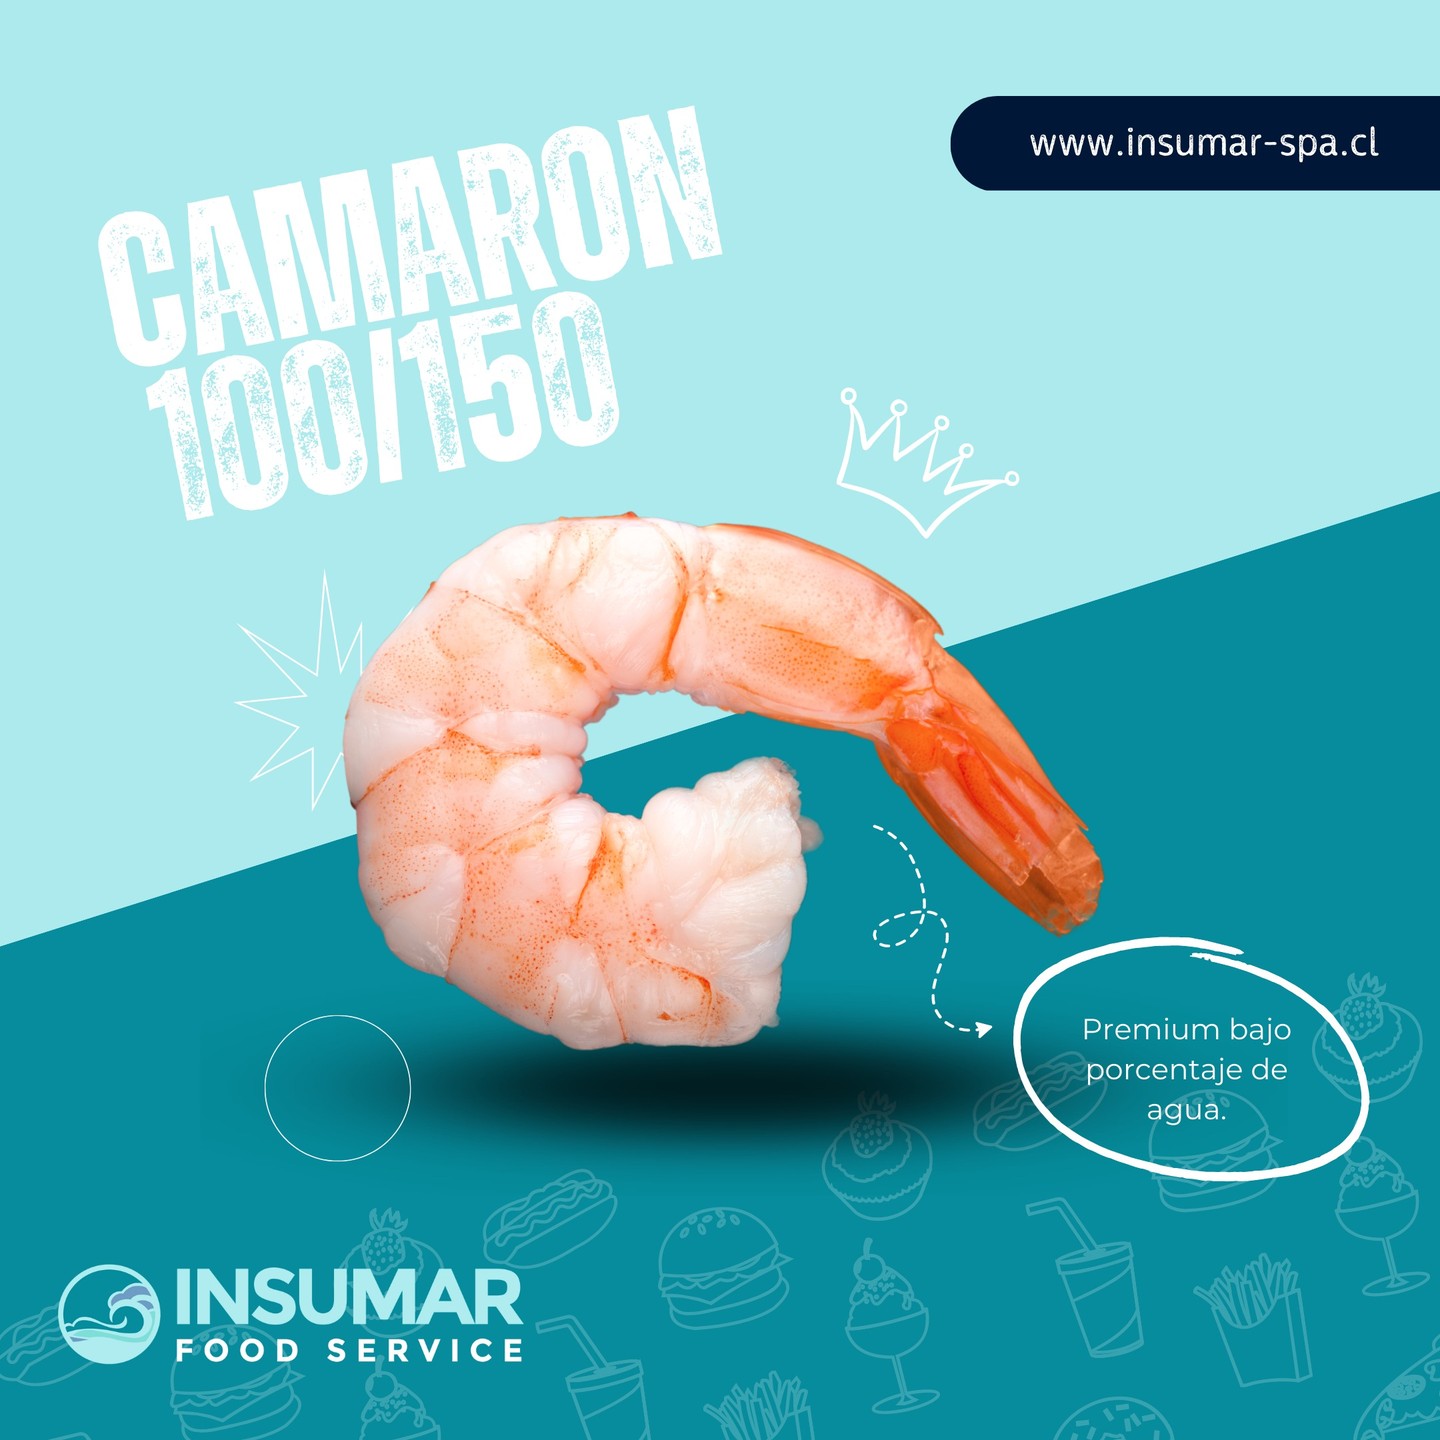 www.insumar-spa.cl
CAMARON
100/150
Premium bajo
porcentaje de
agua.
INSUMAR
FOOD SERVICE